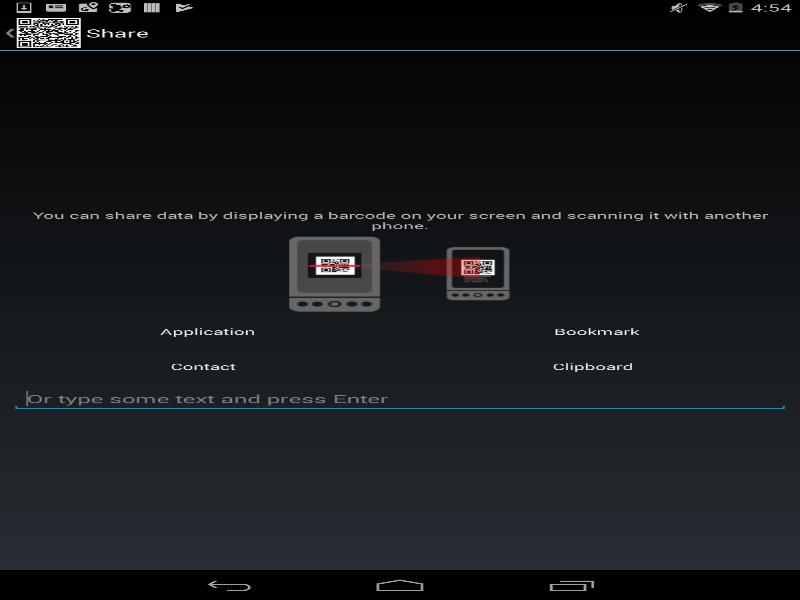 4:54
Share
You can share data by displaying a barcode on your screen and scanning it with another
phone.
Application
Bookmark
Contact
Clipboard
Or type some text and press Enter